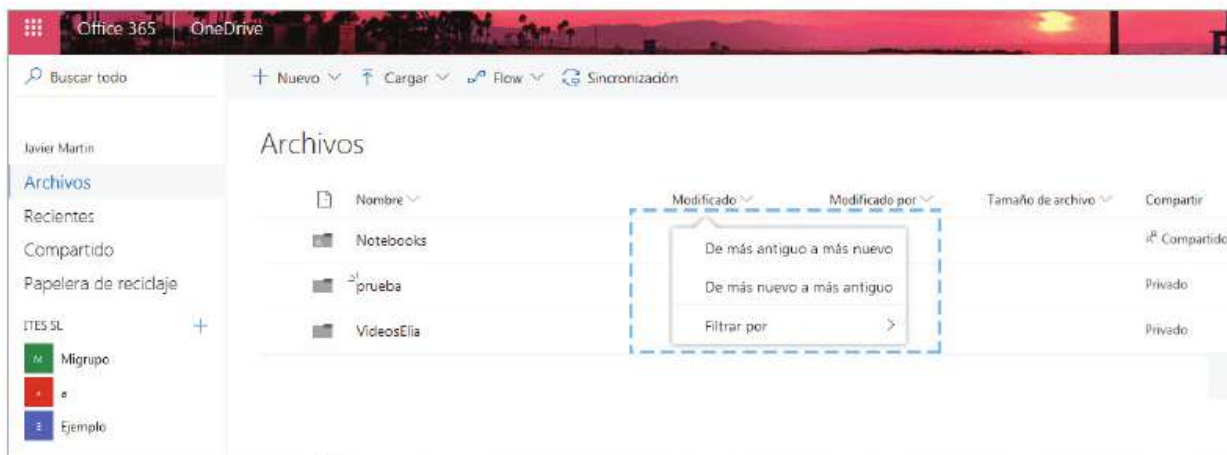 Office 365 OneDrive
Buscar todo
+ Nuevo Cargar Flow Sincronización
Javier Martin
Archivos
Recientes
Compartido
Papelera de reciclaje
ITES SL +
M Migrupo
a a
E Ejemplo
Archivos
Nombre Modificado Modificado por Tamaño de archivo Compartir
Notebooks Compartido
prueba Privado
VideosElia Privado
De más antiguo a más nuevo
De más nuevo a más antiguo
Filtrar por >